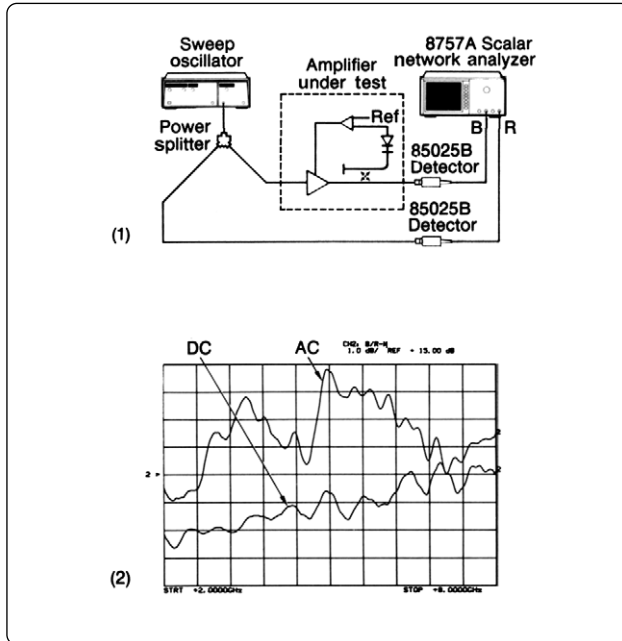 Sweep
oscillator
8757A Scalar
network analyzer
Amplifier
under test
Ref
Power
splitter
B
R
85025B
Detector
85025B
Detector
(1)
DC
AC
CH2: B/R-M
1.0 dB/ REF + 15.00 dB
2
2 >
2
(2)
STRT +2.0000GHz
STOP +8.0000GHz